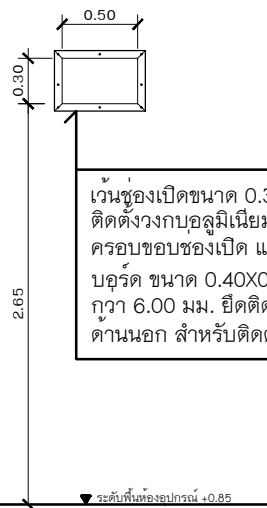 0.50
0.30
เว้นช่องเปิดขนาด 0.3
ติดตั้งวงกบอลูมิเนียม
ครอบขอบช่องเปิด แ
บอร์ด ขนาด 0.40X0
กว่า 6.00 มม. ยึดติด
ด้านนอก สำหรับติดต
2.65
ระดับพื้นห้องอุปกรณ์ +0.85